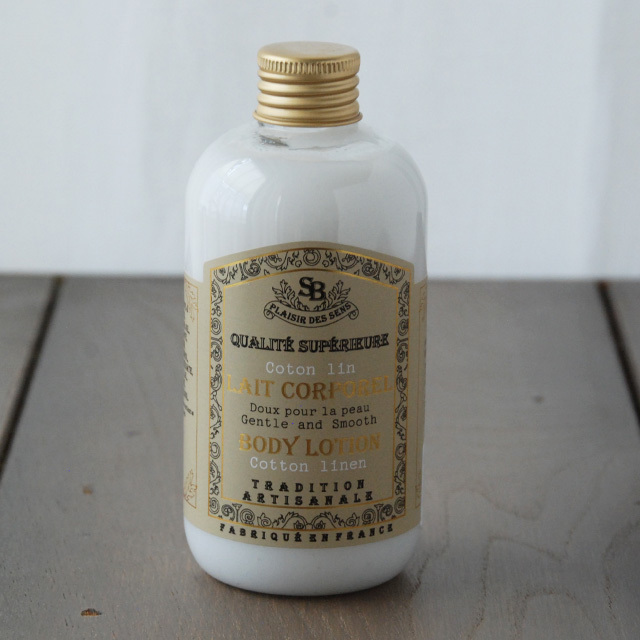 SB
PLAISIR DES SENS
QUALITÉ SUPÉRIEURE
Coton lin
LAIT CORPOREL
Doux pour la peau
Gentle and Smooth
BODY LOTION
Cotton linen
TRADITION
ARTISANALE
FABRIQUÉ EN FRANCE